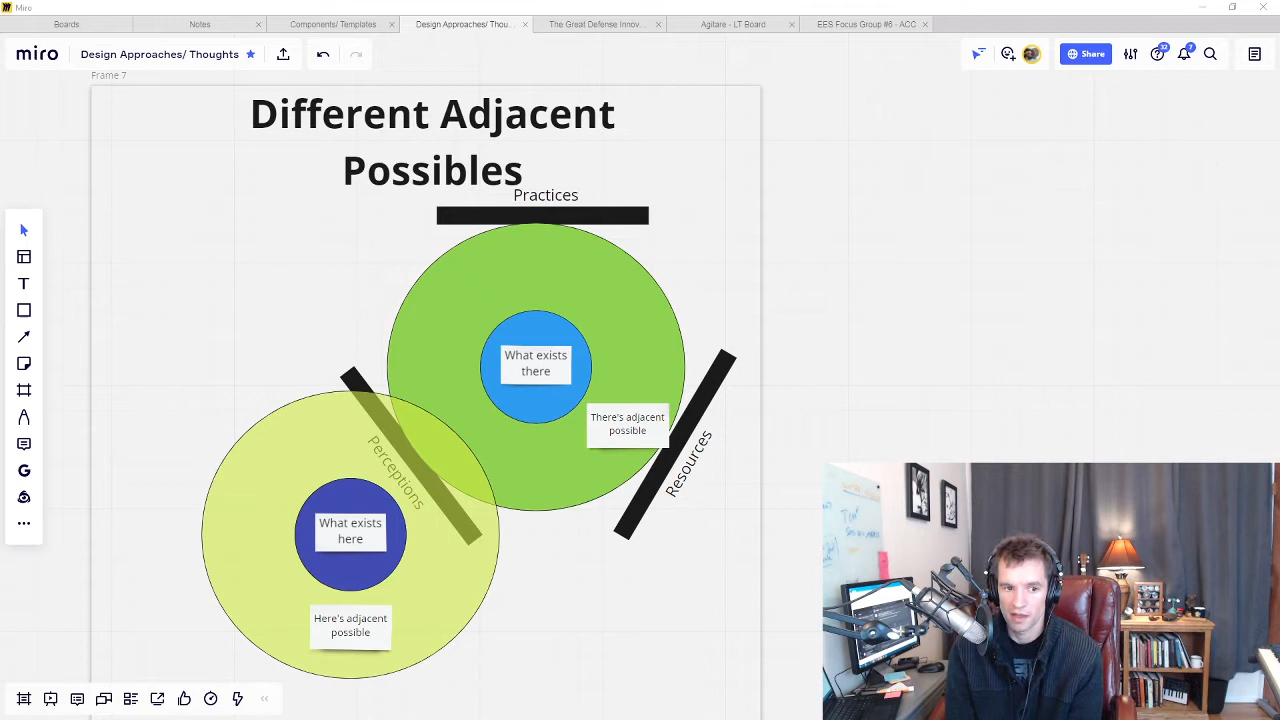 Miro
Boards
Notes
Components/ Templates
Design Approaches/ Thou...
The Great Defense Innov...
Agitare - LT Board
EES Focus Group #6 - ACC
miro
Design Approaches/ Thoughts
32
7
Share
Frame 7
Different Adjacent
Possibles
Practices
What exists
there
There's adjacent
possible
Resources
Perceptions
What exists
here
Here's adjacent
possible